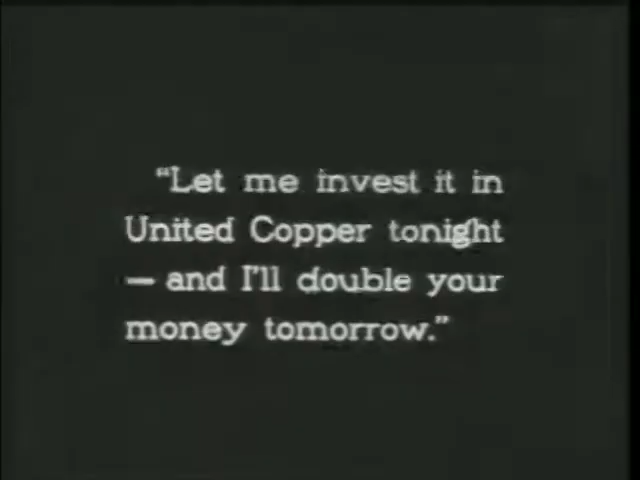 “Let me invest it in
United Copper tonight
— and I'll double your
money tomorrow.”